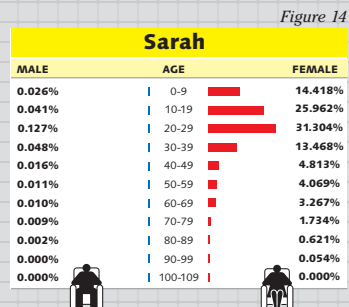 Figure 14
Sarah
MALE AGE FEMALE
0.026% 0-9 14.418%
0.041% 10-19 25.962%
0.127% 20-29 31.304%
0.048% 30-39 13.468%
0.016% 40-49 4.813%
0.011% 50-59 4.069%
0.010% 60-69 3.267%
0.009% 70-79 1.734%
0.002% 80-89 0.621%
0.000% 90-99 0.054%
0.000% 100-109 0.000%